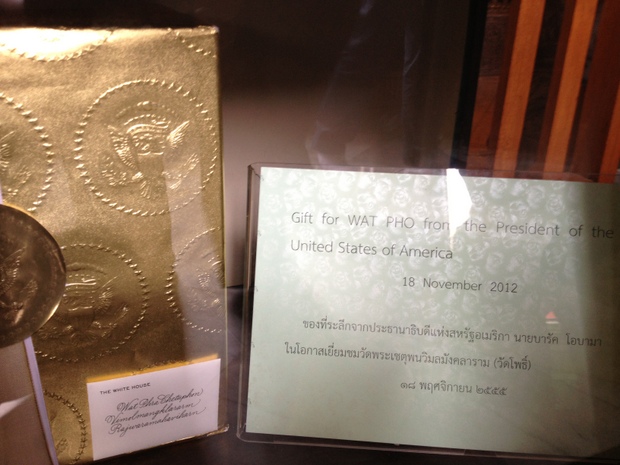 THE WHITE HOUSE
Wat Phra Chetuphon
Vimolmangklararm
Rajwaramahaviharn
Gift for WAT PHO from the President of the
United States of America
18 November 2012
ของที่ระลึกจากประธานาธิบดีแห่งสหรัฐอเมริกา นายบารัค โอบามา
ในโอกาสเยี่ยมชมวัดพระเชตุพนวิมลมังคลาราม (วัดโพธิ์)
๑๘ พฤศจิกายน ๒๕๕๕